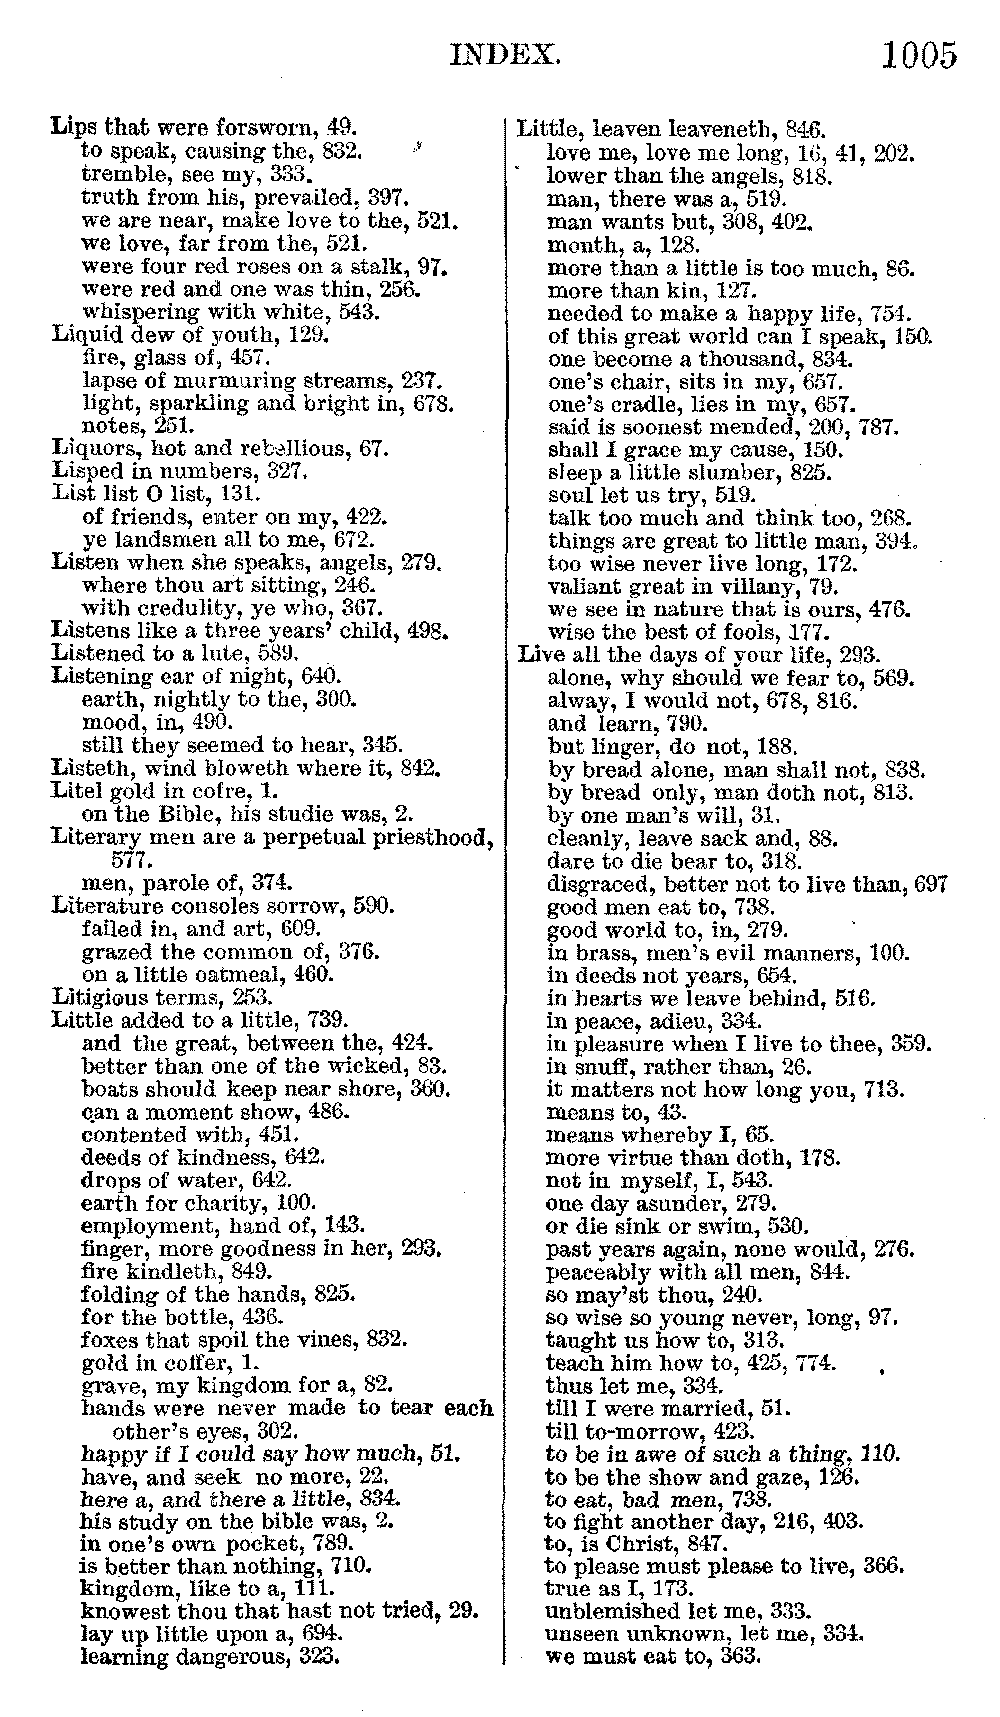 INDEX. 1005
Lips that were forsworn, 49.
to speak, causing the, 832.
tremble, see my, 333.
truth from his, prevailed, 397.
we are near, make love to the, 521.
we love, far from the, 521.
were four red roses on a stalk, 97.
were red and one was thin, 256.
whispering with white, 543.
Liquid dew of youth, 129.
fire, glass of, 457.
lapse of murmuring streams, 237.
light, sparkling and bright in, 678.
notes, 251.
Liquors, hot and rebellious, 67.
Lisped in numbers, 327.
List list O list, 131.
of friends, enter on my, 422.
ye landsmen all to me, 672.
Listen when she speaks, angels, 279.
where thou art sitting, 246.
with credulity, ye who, 367.
Listens like a three years' child, 498.
Listened to a lute, 589.
Listening ear of night, 640.
earth, nightly to the, 300.
mood, in, 490.
still they seemed to hear, 345.
Listeth, wind bloweth where it, 842.
Litel gold in cofre, 1.
on the Bible, his studie was, 2.
Literary men are a perpetual priesthood,
577.
men, parole of, 374.
Literature consoles sorrow, 590.
failed in, and art, 609.
grazed the common of, 376.
on a little oatmeal, 460.
Litigious terms, 253.
Little added to a little, 739.
and the great, between the, 424.
better than one of the wicked, 83.
boats should keep near shore, 360.
can a moment show, 486.
contented with, 451.
deeds of kindness, 642.
drops of water, 642.
earth for charity, 100.
employment, hand of, 143.
finger, more goodness in her, 293.
fire kindleth, 849.
folding of the hands, 825.
for the bottle, 436.
foxes that spoil the vines, 832.
gold in coffer, 1.
grave, my kingdom for a, 82.
hands were never made to tear each
other's eyes, 302.
happy if I could say how much, 51.
have, and seek no more, 22.
here a, and there a little, 834.
his study on the bible was, 2.
in one's own pocket, 789.
is better than nothing, 710.
kingdom, like to a, 111.
knowest thou that hast not tried, 29.
lay up little upon a, 694.
learning dangerous, 323.
Little, leaven leaveneth, 846.
love me, love me long, 16, 41, 202.
lower than the angels, 818.
man, there was a, 519.
man wants but, 308, 402.
month, a, 128.
more than a little is too much, 86.
more than kin, 127.
needed to make a happy life, 754.
of this great world can I speak, 150.
one become a thousand, 834.
one's chair, sits in my, 657.
one's cradle, lies in my, 657.
said is soonest mended, 200, 787.
shall I grace my cause, 150.
sleep a little slumber, 825.
soul let us try, 519.
talk too much and think too, 268.
things are great to little man, 394.
too wise never live long, 172.
valiant great in villany, 79.
we see in nature that is ours, 476.
wise the best of fools, 177.
Live all the days of your life, 293.
alone, why should we fear to, 569.
alway, I would not, 678, 816.
and learn, 790.
but linger, do not, 188.
by bread alone, man shall not, 838.
by bread only, man doth not, 813.
by one man's will, 31.
cleanly, leave sack and, 88.
dare to die bear to, 318.
disgraced, better not to live than, 697
good men eat to, 738.
good world to, in, 279.
in brass, men's evil manners, 100.
in deeds not years, 654.
in hearts we leave behind, 516.
in peace, adieu, 334.
in pleasure when I live to thee, 359.
in snuff, rather than, 26.
it matters not how long you, 713.
means to, 43.
means whereby I, 65.
more virtue than doth, 178.
not in myself, I, 543.
one day asunder, 279.
or die sink or swim, 530.
past years again, none would, 276.
peaceably with all men, 844.
so may'st thou, 240.
so wise so young never, long, 97.
taught us how to, 313.
teach him how to, 425, 774.
thus let me, 334.
till I were married, 51.
till to-morrow, 423.
to be in awe of such a thing, 110.
to be the show and gaze, 126.
to eat, bad men, 738.
to fight another day, 216, 403.
to, is Christ, 847.
to please must please to live, 366.
true as I, 173.
unblemished let me, 333.
unseen unknown, let me, 334.
we must eat to, 363.